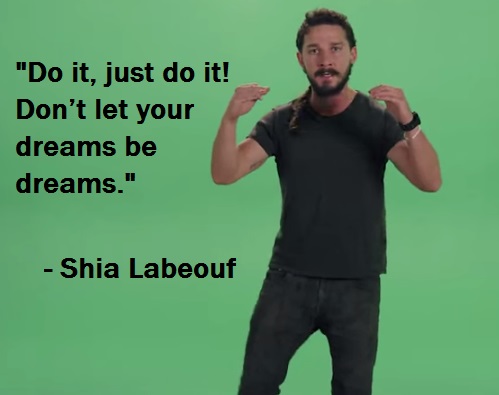 "Do it, just do it!
Don’t let your
dreams be
dreams."
- Shia Labeouf